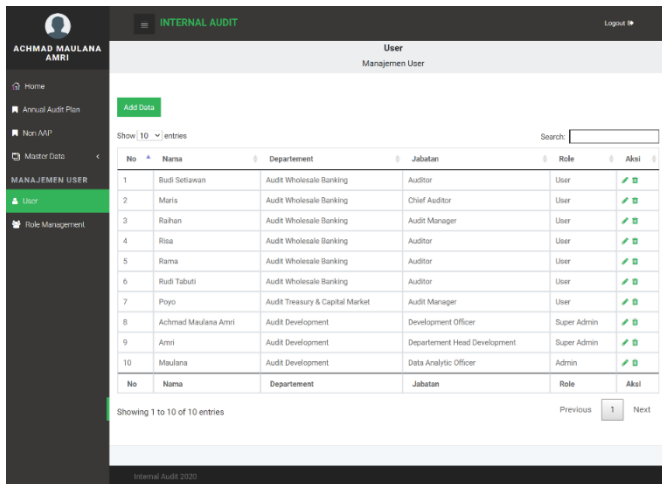 INTERNAL AUDIT
Logout
ACHMAD MAULANA
AMRI
User
Manajemen User
Home
Annual Audit Plan
Non AAP
Master Data
MANAJEMEN USER
User
Role Management
Add Data
Show 10 entries
Search:
No Nama Departement Jabatan Role Aksi
1 Budi Setiawan Audit Wholesale Banking Auditor User
2 Maris Audit Wholesale Banking Chief Auditor User
3 Raihan Audit Wholesale Banking Audit Manager User
4 Risa Audit Wholesale Banking Auditor User
5 Rama Audit Wholesale Banking Auditor User
6 Rudi Tabuti Audit Wholesale Banking Auditor User
7 Poyo Audit Treasury & Capital Market Audit Manager User
8 Achmad Maulana Amri Audit Development Development Officer Super Admin
9 Amri Audit Development Departement Head Development Super Admin
10 Maulana Audit Development Data Analytic Officer Admin
No Nama Departement Jabatan Role Aksi
Showing 1 to 10 of 10 entries
Previous 1 Next
Internal Audit 2020